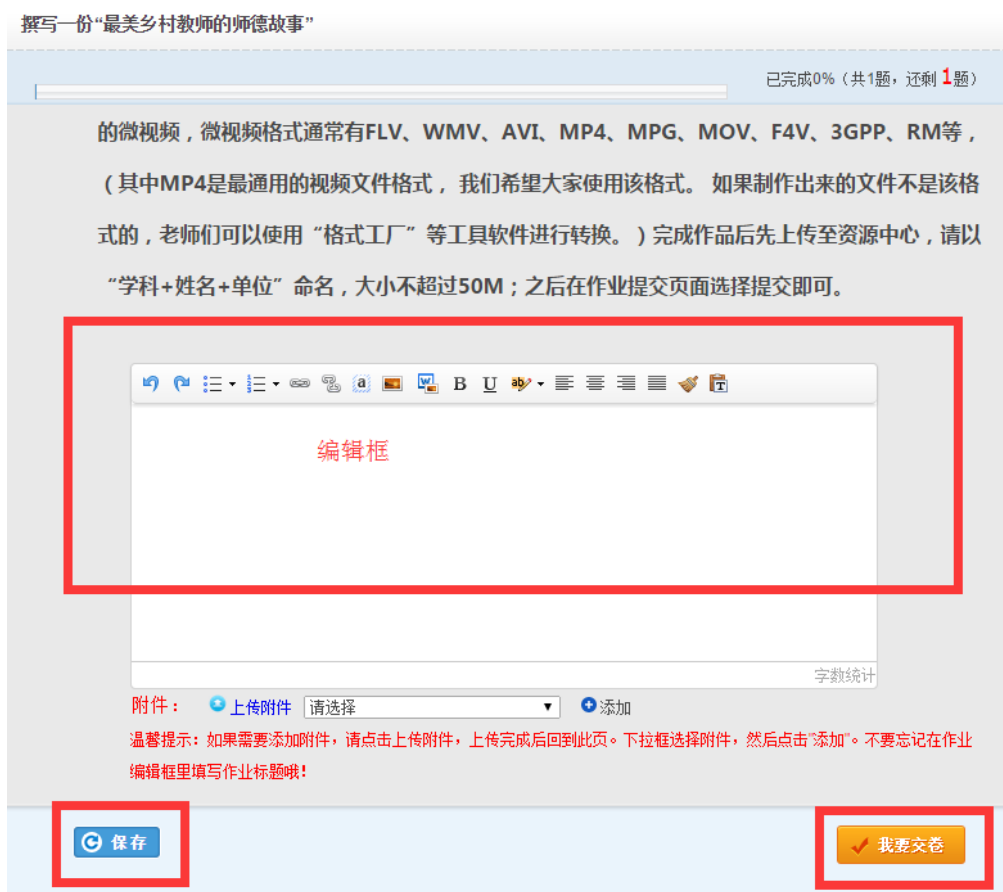 撰写一份“最美乡村教师的师德故事”
已完成0%（共1题，还剩1题）
的微视频，微视频格式通常有FLV、WMV、AVI、MP4、MPG、MOV、F4V、3GPP、RM等，
（其中MP4是最通用的视频文件格式， 我们希望大家使用该格式。 如果制作出来的文件不是该格
式的，老师们可以使用“格式工厂”等工具软件进行转换。）完成作品后先上传至资源中心，请以
“学科+姓名+单位”命名，大小不超过50M；之后在作业提交页面选择提交即可。
B U
编辑框
字数统计
附件： 上传附件 请选择 添加
温馨提示：如果需要添加附件，请点击上传附件，上传完成后回到此页。下拉框选择附件，然后点击"添加"。不要忘记在作业
编辑框里填写作业标题哦！
保存
我要交卷